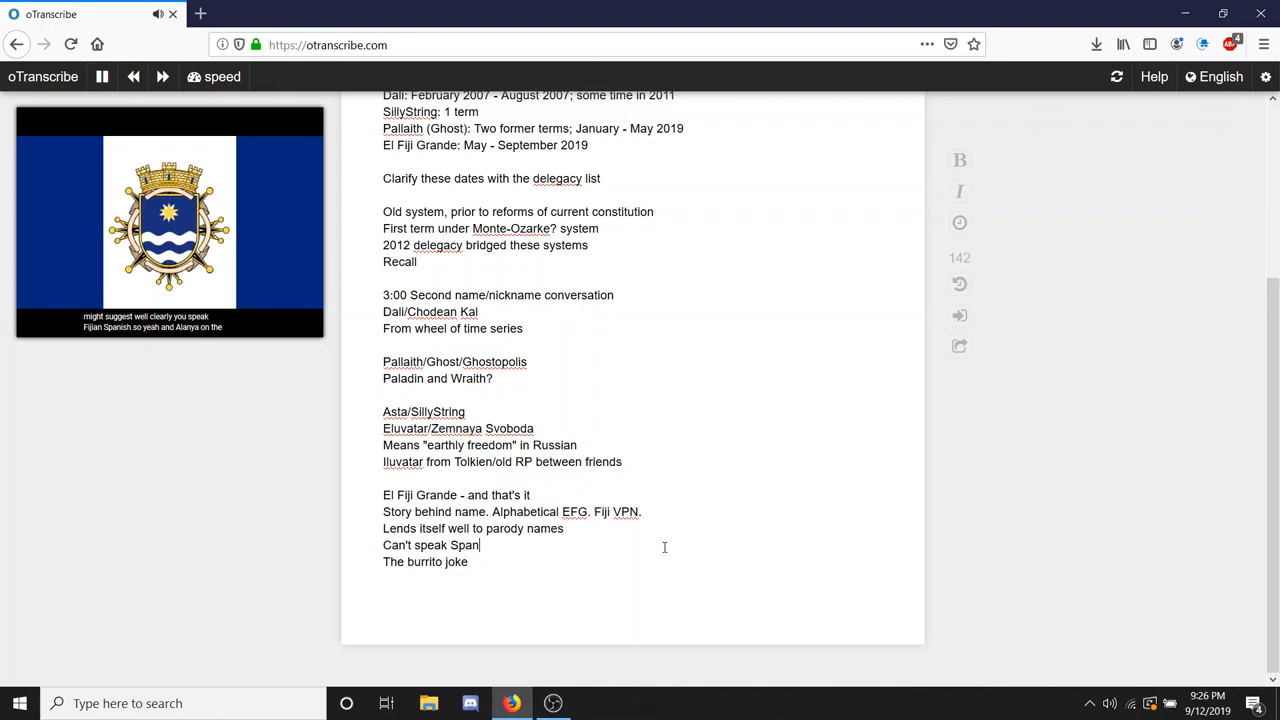 oTranscribe
https://otranscribe.com
4
oTranscribe
speed
Help
English
might suggest well clearly you speak
Fijian Spanish so yeah and Alanya on the
Dali: February 2007 - August 2007; some time in 2011
SillyString: 1 term
Pallaith (Ghost): Two former terms; January - May 2019
El Fiji Grande: May - September 2019
Clarify these dates with the delegacy list
Old system, prior to reforms of current constitution
First term under Monte-Ozarke? system
2012 delegacy bridged these systems
Recall
3:00 Second name/nickname conversation
Dali/Chodean Kal
From wheel of time series
Pallaith/Ghost/Ghostopolis
Paladin and Wraith?
Asta/SillyString
Eluvatar/Zemnaya Svoboda
Means "earthly freedom" in Russian
Iluvatar from Tolkien/old RP between friends
El Fiji Grande - and that's it
Story behind name. Alphabetical EFG. Fiji VPN.
Lends itself well to parody names
Can't speak Span
The burrito joke
B
I
142
Type here to search
9:26 PM
9/12/2019
4